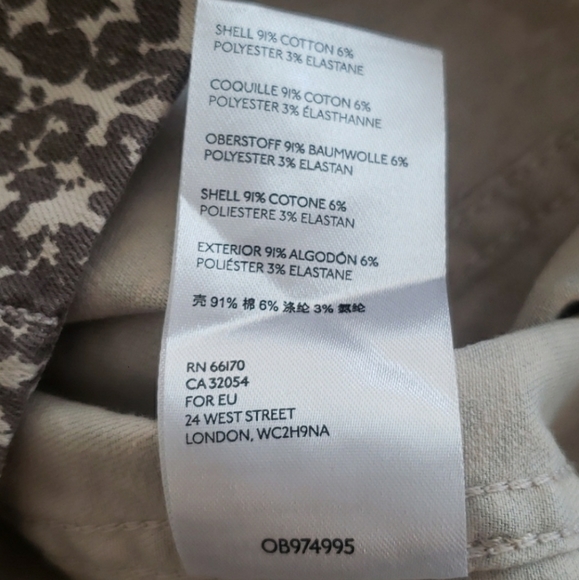 SHELL 91% COTTON 6%
POLYESTER 3% ELASTANE
COQUILLE 91% COTON 6%
POLYESTER 3% ÉLASTHANNE
OBERSTOFF 91% BAUMWOLLE 6%
POLYESTER 3% ELASTAN
SHELL 91% COTONE 6%
POLIESTERE 3% ELASTAN
EXTERIOR 91% ALGODÓN 6%
POLIÉSTER 3% ELASTANE
壳 91% 棉 6% 涤纶 3% 氨纶
RN 66170
CA 32054
FOR EU
24 WEST STREET
LONDON, WC2H9NA
OB974995